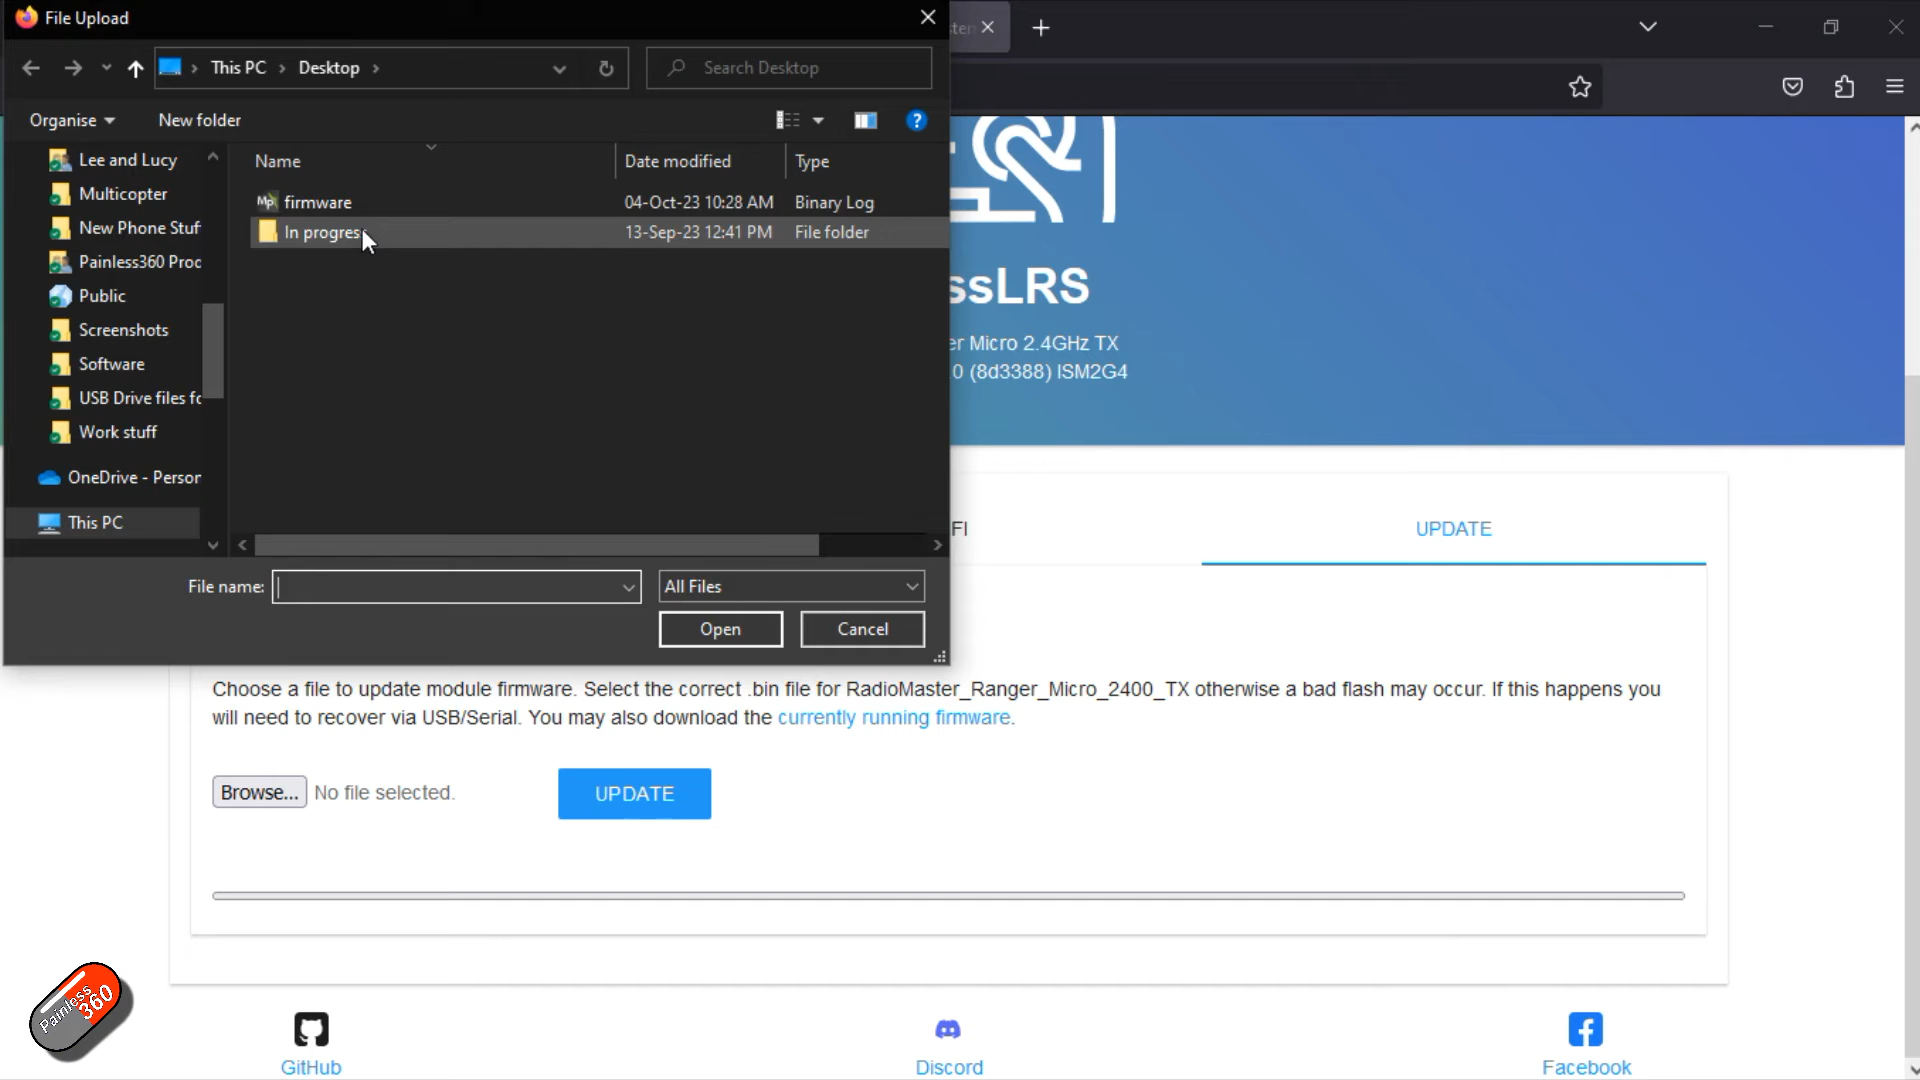 File Upload
This PC
Desktop
Search Desktop
Organise
New folder
Lee and Lucy
Multicopter
New Phone Stuf
Painless360 Proc
Public
Screenshots
Software
USB Drive files fo
Work stuff
OneDrive - Person
This PC
Name
Date modified
Type
firmware
04-Oct-23 10:28 AM
Binary Log
In progress
13-Sep-23 12:41 PM
File folder
File name:
All Files
Open
Cancel
ssLRS
er Micro 2.4GHz TX
0 (8d3388) ISM2G4
FI
UPDATE
Choose a file to update module firmware. Select the correct .bin file for RadioMaster_Ranger_Micro_2400_TX otherwise a bad flash may occur. If this happens you
will need to recover via USB/Serial. You may also download the currently running firmware.
Browse... No file selected.
UPDATE
Painless
360
GitHub
Discord
Facebook